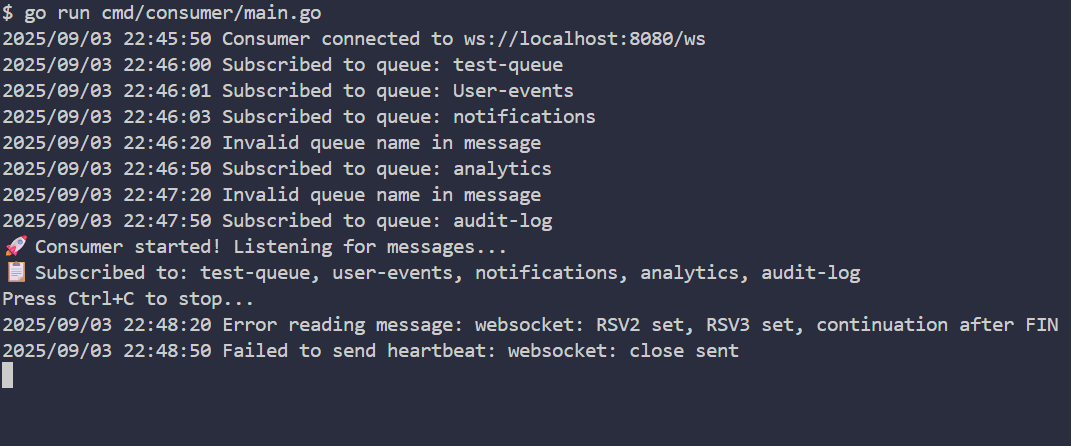 $ go run cmd/consumer/main.go
2025/09/03 22:45:50 Consumer connected to ws://localhost:8080/ws
2025/09/03 22:46:00 Subscribed to queue: test-queue
2025/09/03 22:46:01 Subscribed to queue: User-events
2025/09/03 22:46:03 Subscribed to queue: notifications
2025/09/03 22:46:20 Invalid queue name in message
2025/09/03 22:46:50 Subscribed to queue: analytics
2025/09/03 22:47:20 Invalid queue name in message
2025/09/03 22:47:50 Subscribed to queue: audit-log
🚀 Consumer started! Listening for messages...
📋 Subscribed to: test-queue, user-events, notifications, analytics, audit-log
Press Ctrl+C to stop...
2025/09/03 22:48:20 Error reading message: websocket: RSV2 set, RSV3 set, continuation after FIN
2025/09/03 22:48:50 Failed to send heartbeat: websocket: close sent